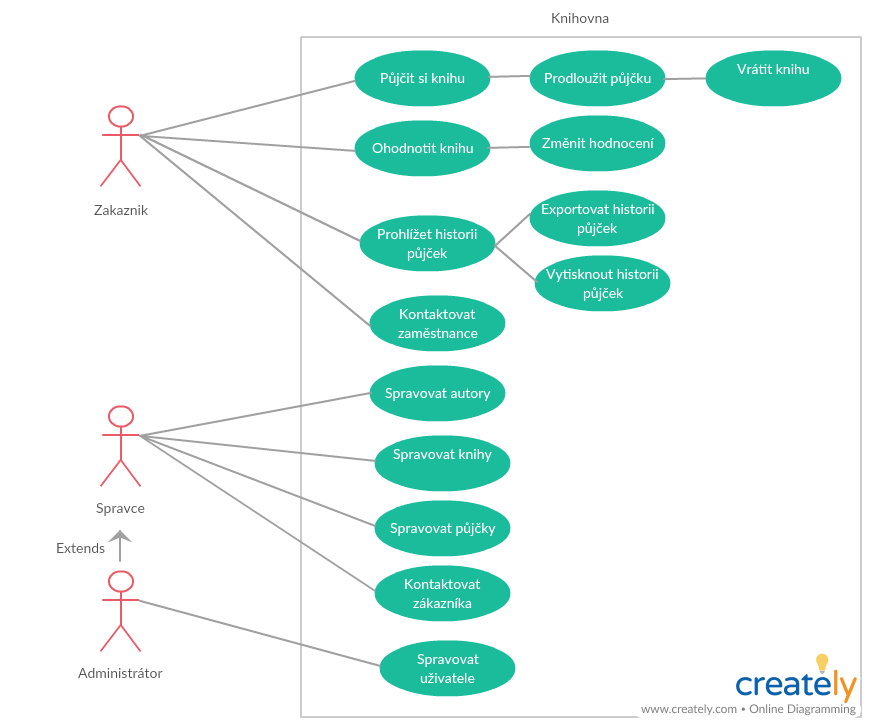 Knihovna
Půjčit si knihu
Prodloužit půjčku
Vrátit knihu
Ohodnotit knihu
Změnit hodnocení
Zakaznik
Prohlížet historii
půjček
Exportovat historii
půjček
Vytisknout historii
půjček
Kontaktovat
zaměstnance
Spravovat autory
Spravovat knihy
Spravce
Spravovat půjčky
Extends
Kontaktovat
zákazníka
Administrátor
Spravovat
uživatele
creately
www.creately.com • Online Diagramming